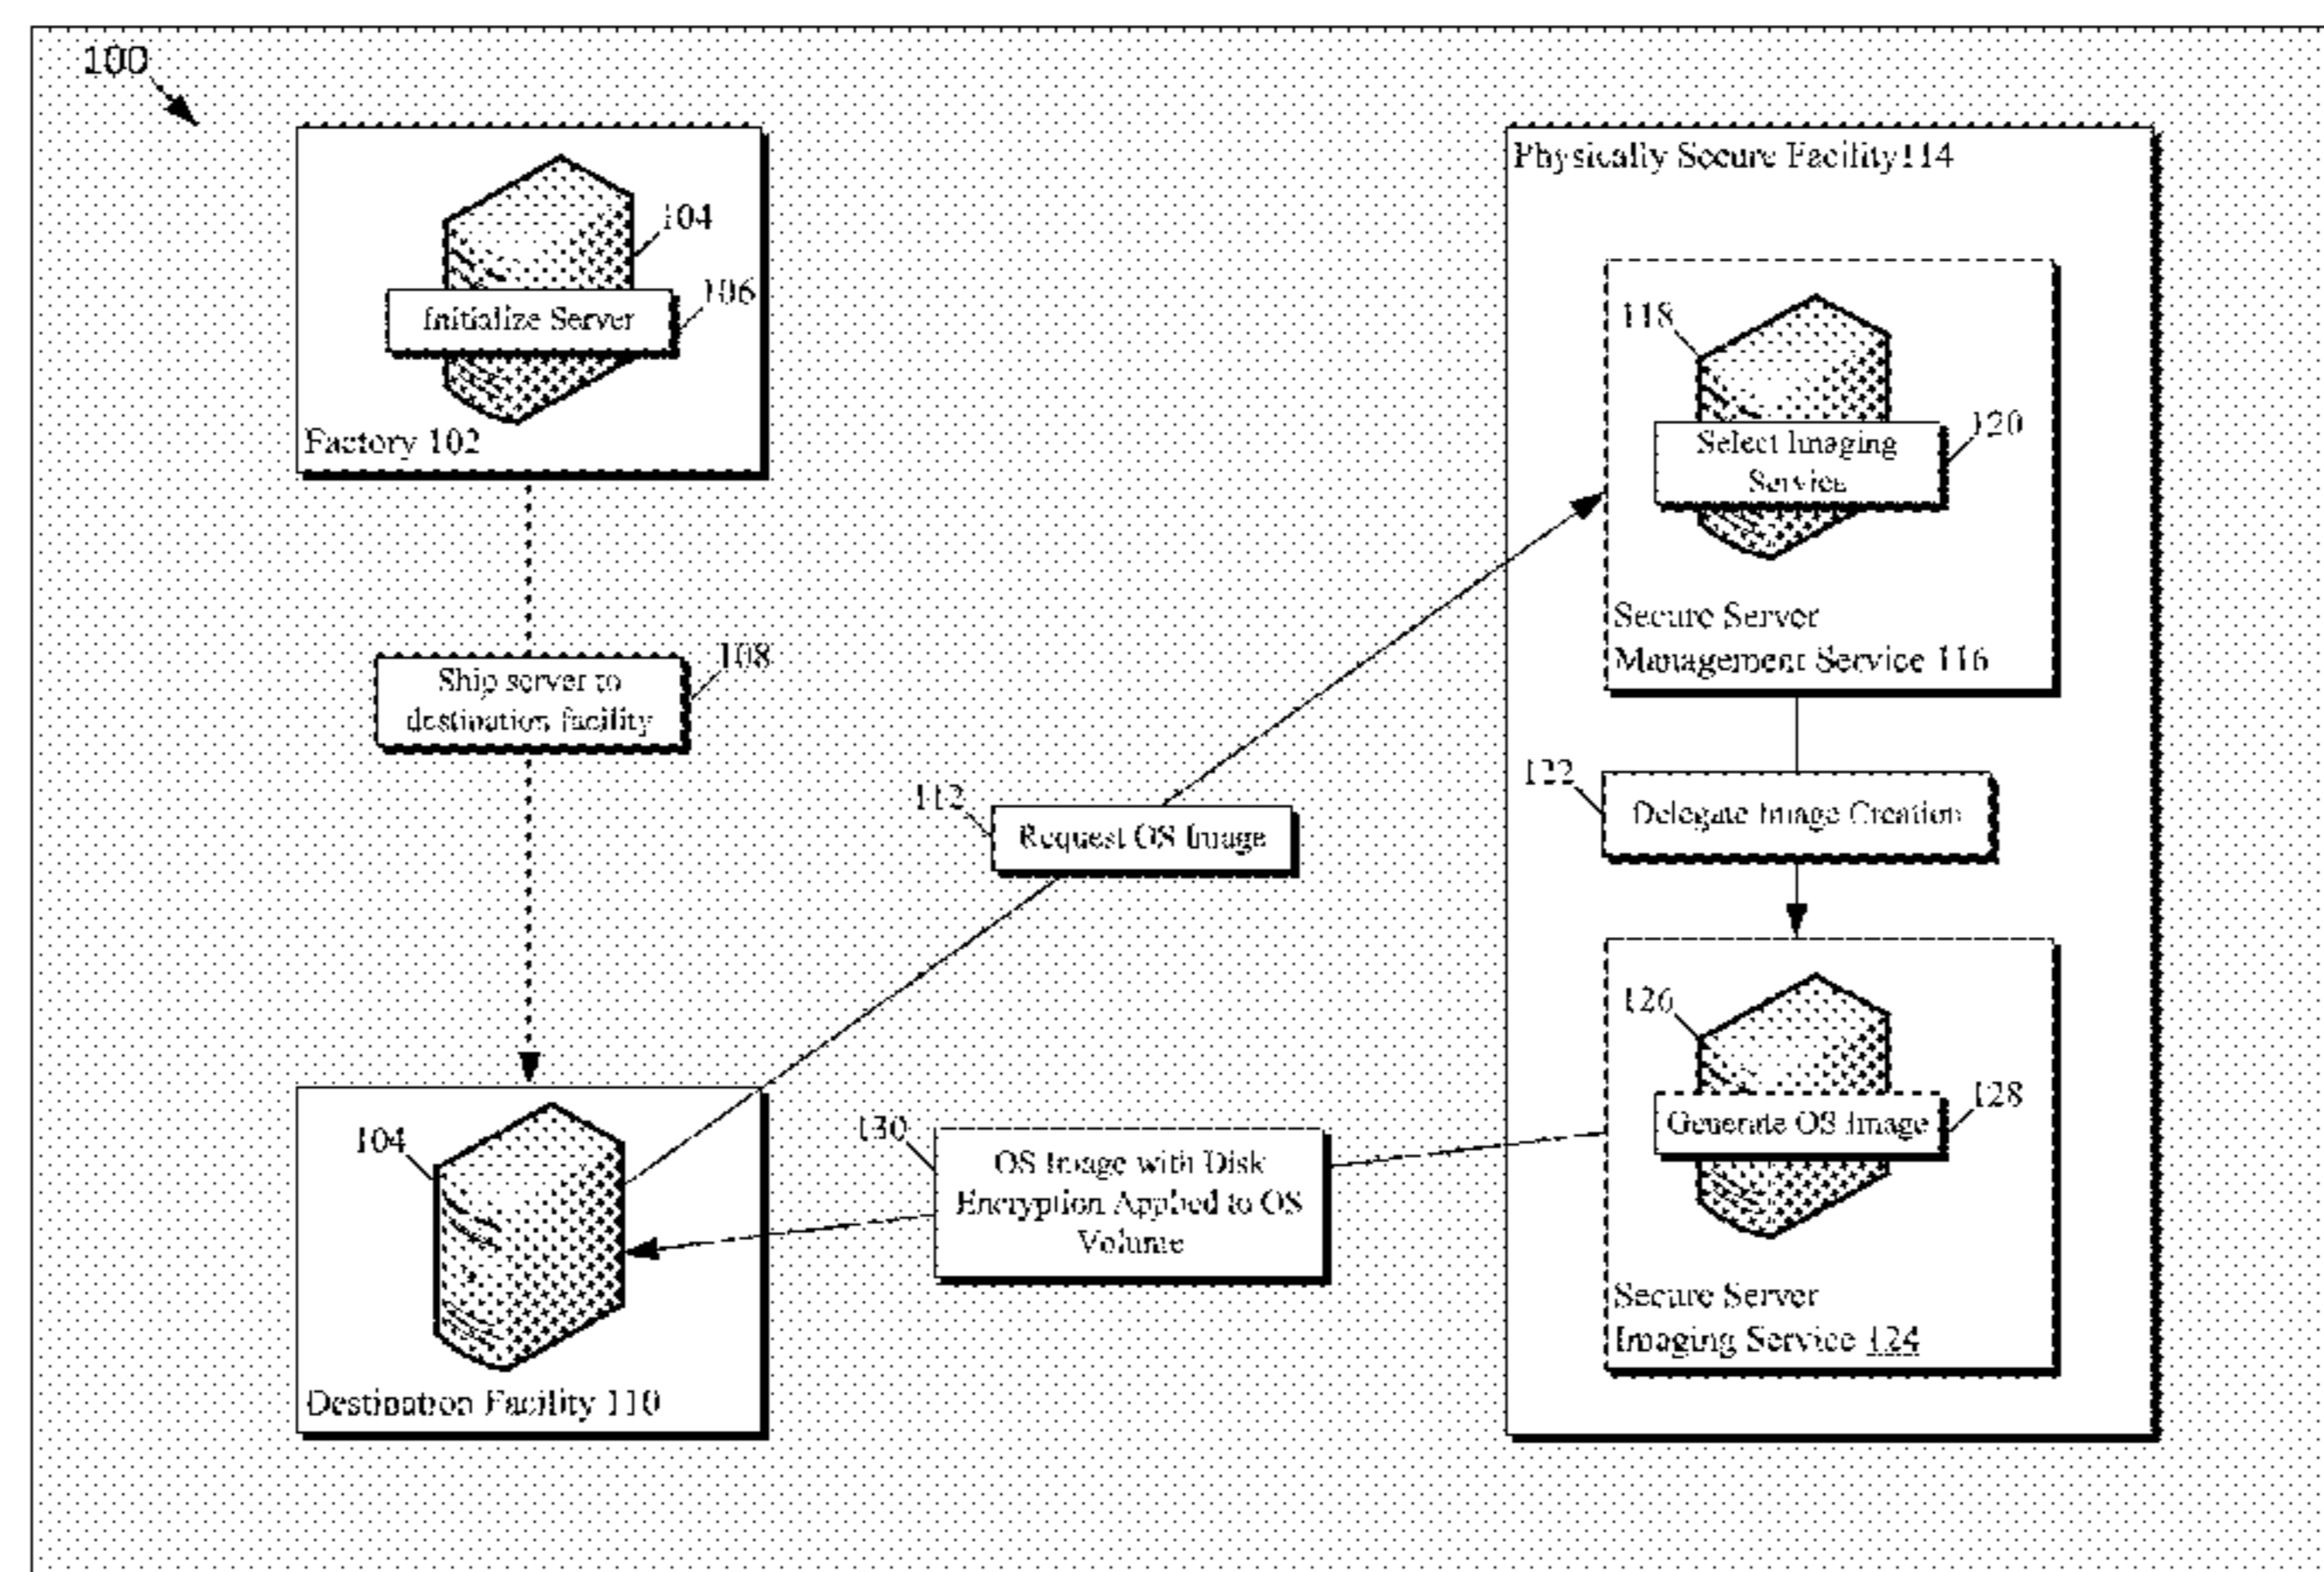 100
104
Initialize Server
106
Factory 102
Ship server to
destination facility
108
104
Destination Facility 110
112
Request OS Image
130
OS Image with Disk
Encryption Applied to OS
Volume
Physically Secure Facility114
118
Select Imaging
Service
120
Secure Server
Management Service 116
122
Delegate Image Creation
126
Generate OS Image
128
Secure Server
Imaging Service 124